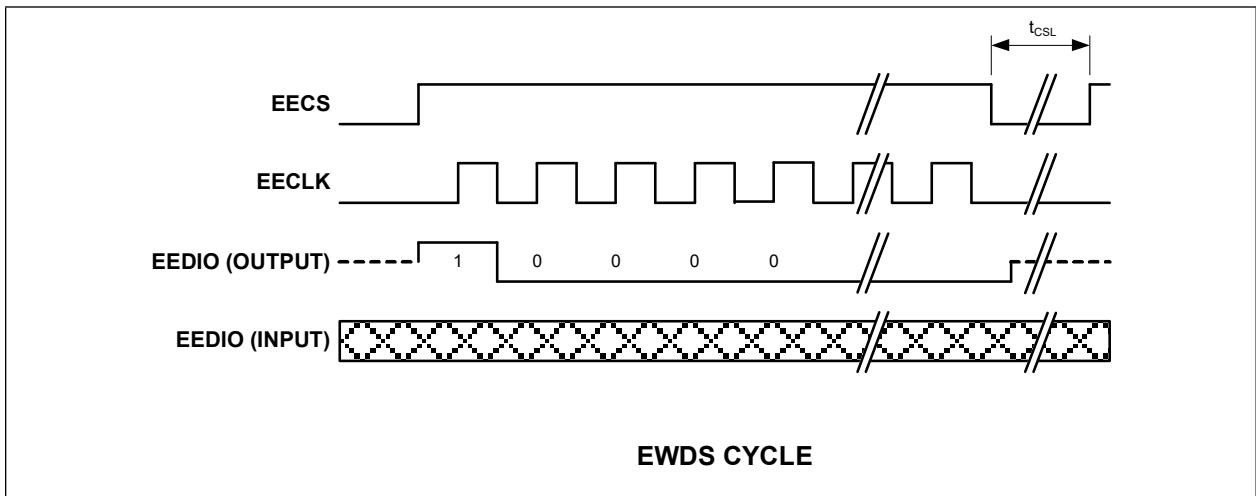 tCSL
EECS
EECLK
EEDIO (OUTPUT) 1 0 0 0 0
EEDIO (INPUT)
EWDS CYCLE